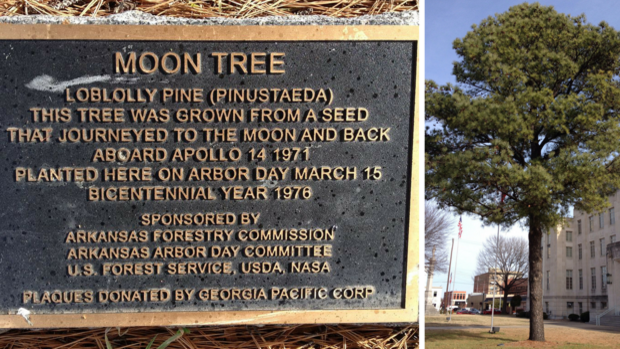 MOON TREE
LOBLOLLY PINE (PINUSTAEDA)
THIS TREE WAS GROWN FROM A SEED
THAT JOURNEYED TO THE MOON AND BACK
ABOARD APOLLO 14 1971
PLANTED HERE ON ARBOR DAY MARCH 15
BICENTENNIAL YEAR 1976
SPONSORED BY
ARKANSAS FORESTRY COMMISSION
ARKANSAS ARBOR DAY COMMITTEE
U.S. FOREST SERVICE, USDA, NASA
PLAQUES DONATED BY GEORGIA PACIFIC CORP